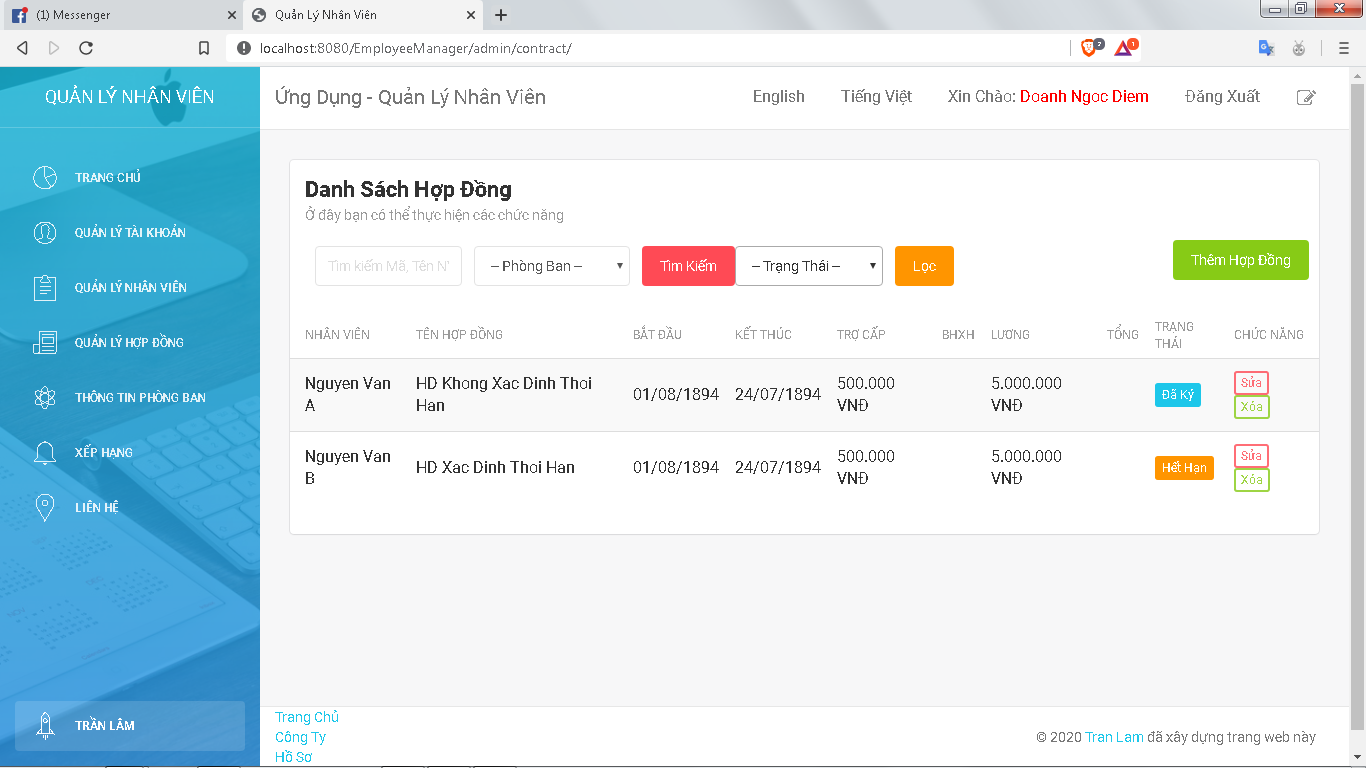 (1) Messenger
Quản Lý Nhân Viên
localhost:8080/EmployeeManager/admin/contract/
7
1
QUẢN LÝ NHÂN VIÊN
Ứng Dụng - Quản Lý Nhân Viên
English
Tiếng Việt
Xin Chào: Doanh Ngoc Diem
Đăng Xuất
TRANG CHỦ
QUẢN LÝ TÀI KHOẢN
QUẢN LÝ NHÂN VIÊN
QUẢN LÝ HỢP ĐỒNG
THÔNG TIN PHÒNG BAN
XẾP HẠNG
LIÊN HỆ
TRẦN LÂM
Danh Sách Hợp Đồng
Ở đây bạn có thể thực hiện các chức năng
Tìm kiếm Mã, Tên N
-- Phòng Ban --
Tìm Kiếm
-- Trạng Thái --
Lọc
Thêm Hợp Đồng
NHÂN VIÊN TÊN HỢP ĐỒNG BẮT ĐẦU KẾT THÚC TRỢ CẤP BHXH LƯƠNG TỔNG TRẠNG THÁI CHỨC NĂNG
Nguyen Van A HD Khong Xac Dinh Thoi Han 01/08/1894 24/07/1894 500.000 VNĐ 5.000.000 VNĐ Đã Ký Sửa Xóa
Nguyen Van B HD Xac Dinh Thoi Han 01/08/1894 24/07/1894 500.000 VNĐ 5.000.000 VNĐ Hết Hạn Sửa Xóa
Trang Chủ
Công Ty
Hồ Sơ
© 2020 Tran Lam đã xây dựng trang web này